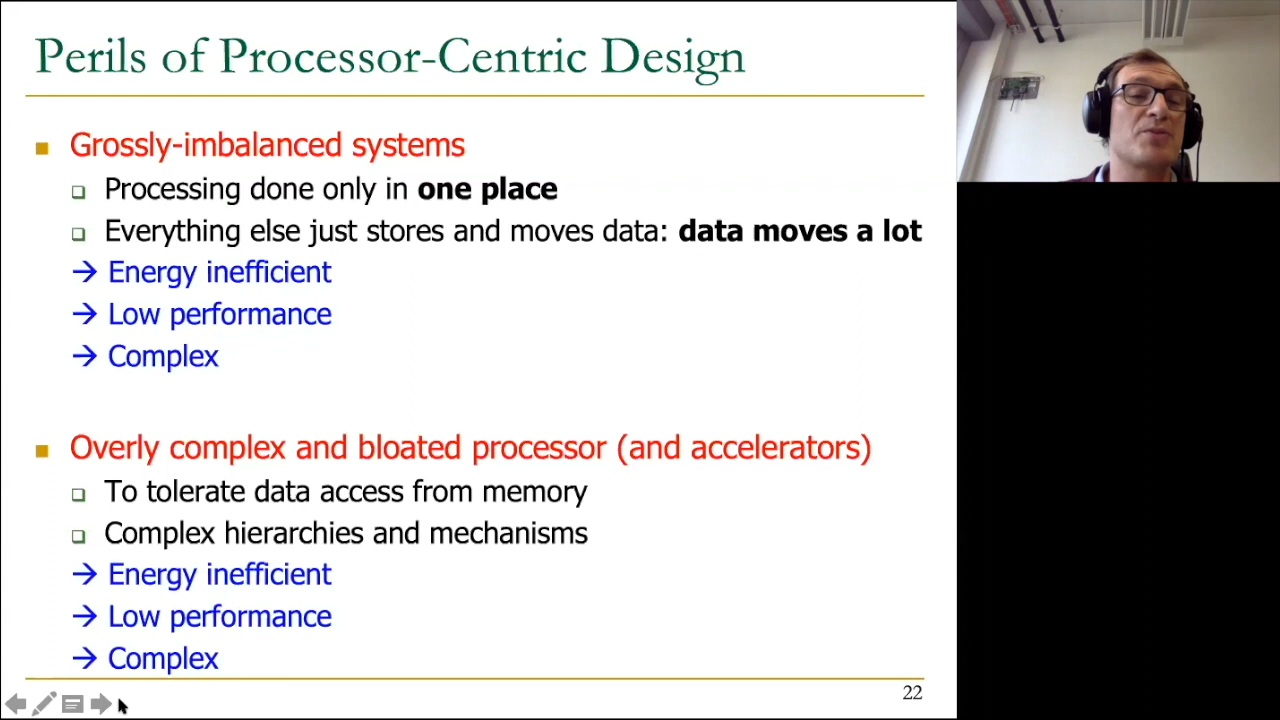 Perils of Processor-Centric Design
Grossly-imbalanced systems
Processing done only in one place
Everything else just stores and moves data: data moves a lot
→ Energy inefficient
→ Low performance
→ Complex
Overly complex and bloated processor (and accelerators)
To tolerate data access from memory
Complex hierarchies and mechanisms
→ Energy inefficient
→ Low performance
→ Complex
22